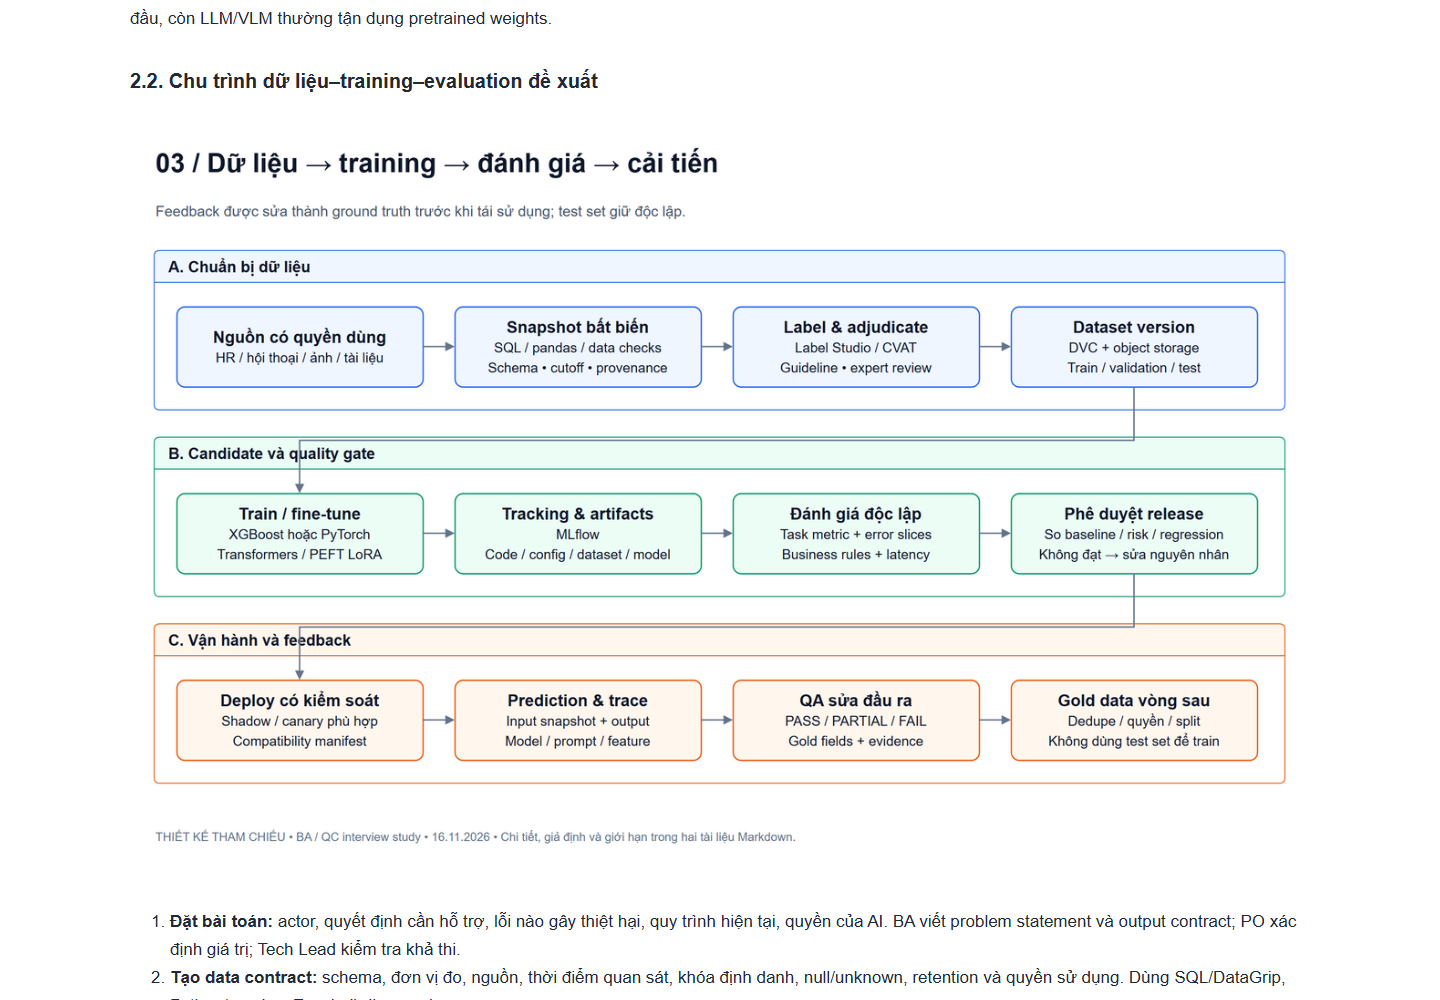 đầu, còn LLM/VLM thường tận dụng pretrained weights.
2.2. Chu trình dữ liệu–training–evaluation đề xuất
03 / Dữ liệu → training → đánh giá → cải tiến
Feedback được sửa thành ground truth trước khi tái sử dụng; test set giữ độc lập.
A. Chuẩn bị dữ liệu
Nguồn có quyền dùng
HR / hội thoại / ảnh / tài liệu
Snapshot bất biến
SQL / pandas / data checks
Schema • cutoff • provenance
Label & adjudicate
Label Studio / CVAT
Guideline • expert review
Dataset version
DVC + object storage
Train / validation / test
B. Candidate và quality gate
Train / fine-tune
XGBoost hoặc PyTorch
Transformers / PEFT LoRA
Tracking & artifacts
MLflow
Code / config / dataset / model
Đánh giá độc lập
Task metric + error slices
Business rules + latency
Phê duyệt release
So baseline / risk / regression
Không đạt → sửa nguyên nhân
C. Vận hành và feedback
Deploy có kiểm soát
Shadow / canary phù hợp
Compatibility manifest
Prediction & trace
Input snapshot + output
Model / prompt / feature
QA sửa đầu ra
PASS / PARTIAL / FAIL
Gold fields + evidence
Gold data vòng sau
Dedupe / quyền / split
Không dùng test set để train
THIẾT KẾ THAM CHIẾU • BA / QC interview study • 16.11.2026 • Chi tiết, giả định và giới hạn trong hai tài liệu Markdown.
1. Đặt bài toán: actor, quyết định cần hỗ trợ, lỗi nào gây thiệt hại, quy trình hiện tại, quyền của AI. BA viết problem statement và output contract; PO xác
định giá trị; Tech Lead kiểm tra khả thi.
2. Tạo data contract: schema, đơn vị đo, nguồn, thời điểm quan sát, khóa định danh, null/unknown, retention và quyền sử dụng. Dùng SQL/DataGrip,